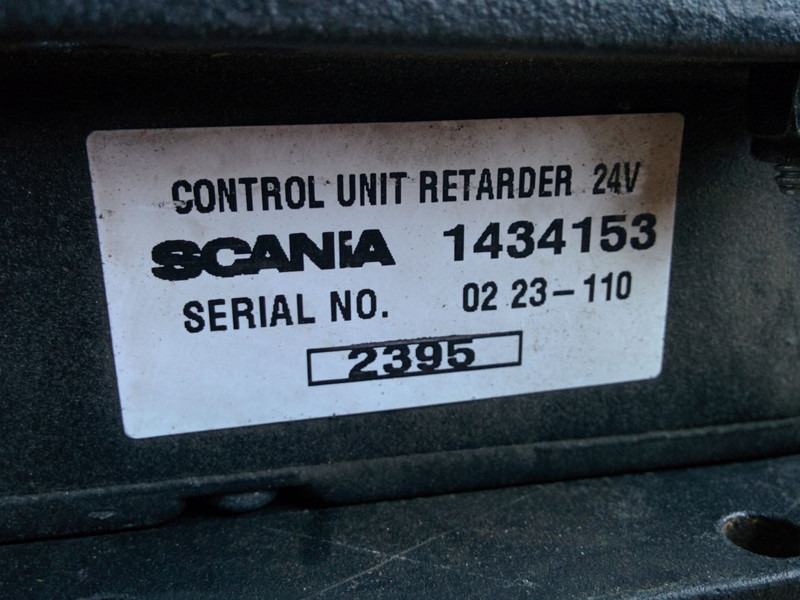 CONTROL UNIT RETARDER 24V
SCANIA 1434153
SERIAL NO. 02 23-110
2395